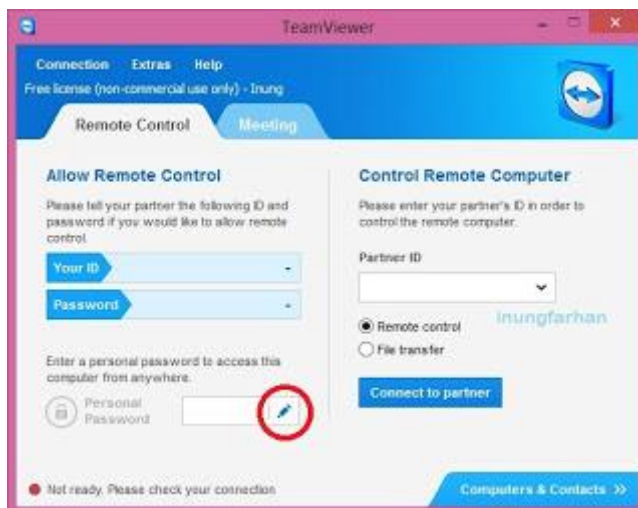 TeamViewer
Connection Extras Help
Free license (non-commercial use only) - Inung
Remote Control Meeting
Allow Remote Control
Please tell your partner the following ID and
password if you would like to allow remote
control.
Your ID -
Password -
Enter a personal password to access this
computer from anywhere.
Personal
Password
Control Remote Computer
Please enter your partner's ID in order to
control the remote computer.
Partner ID
inungfarhan
Remote control
File transfer
Connect to partner
Not ready. Please check your connection
Computers & Contacts >>